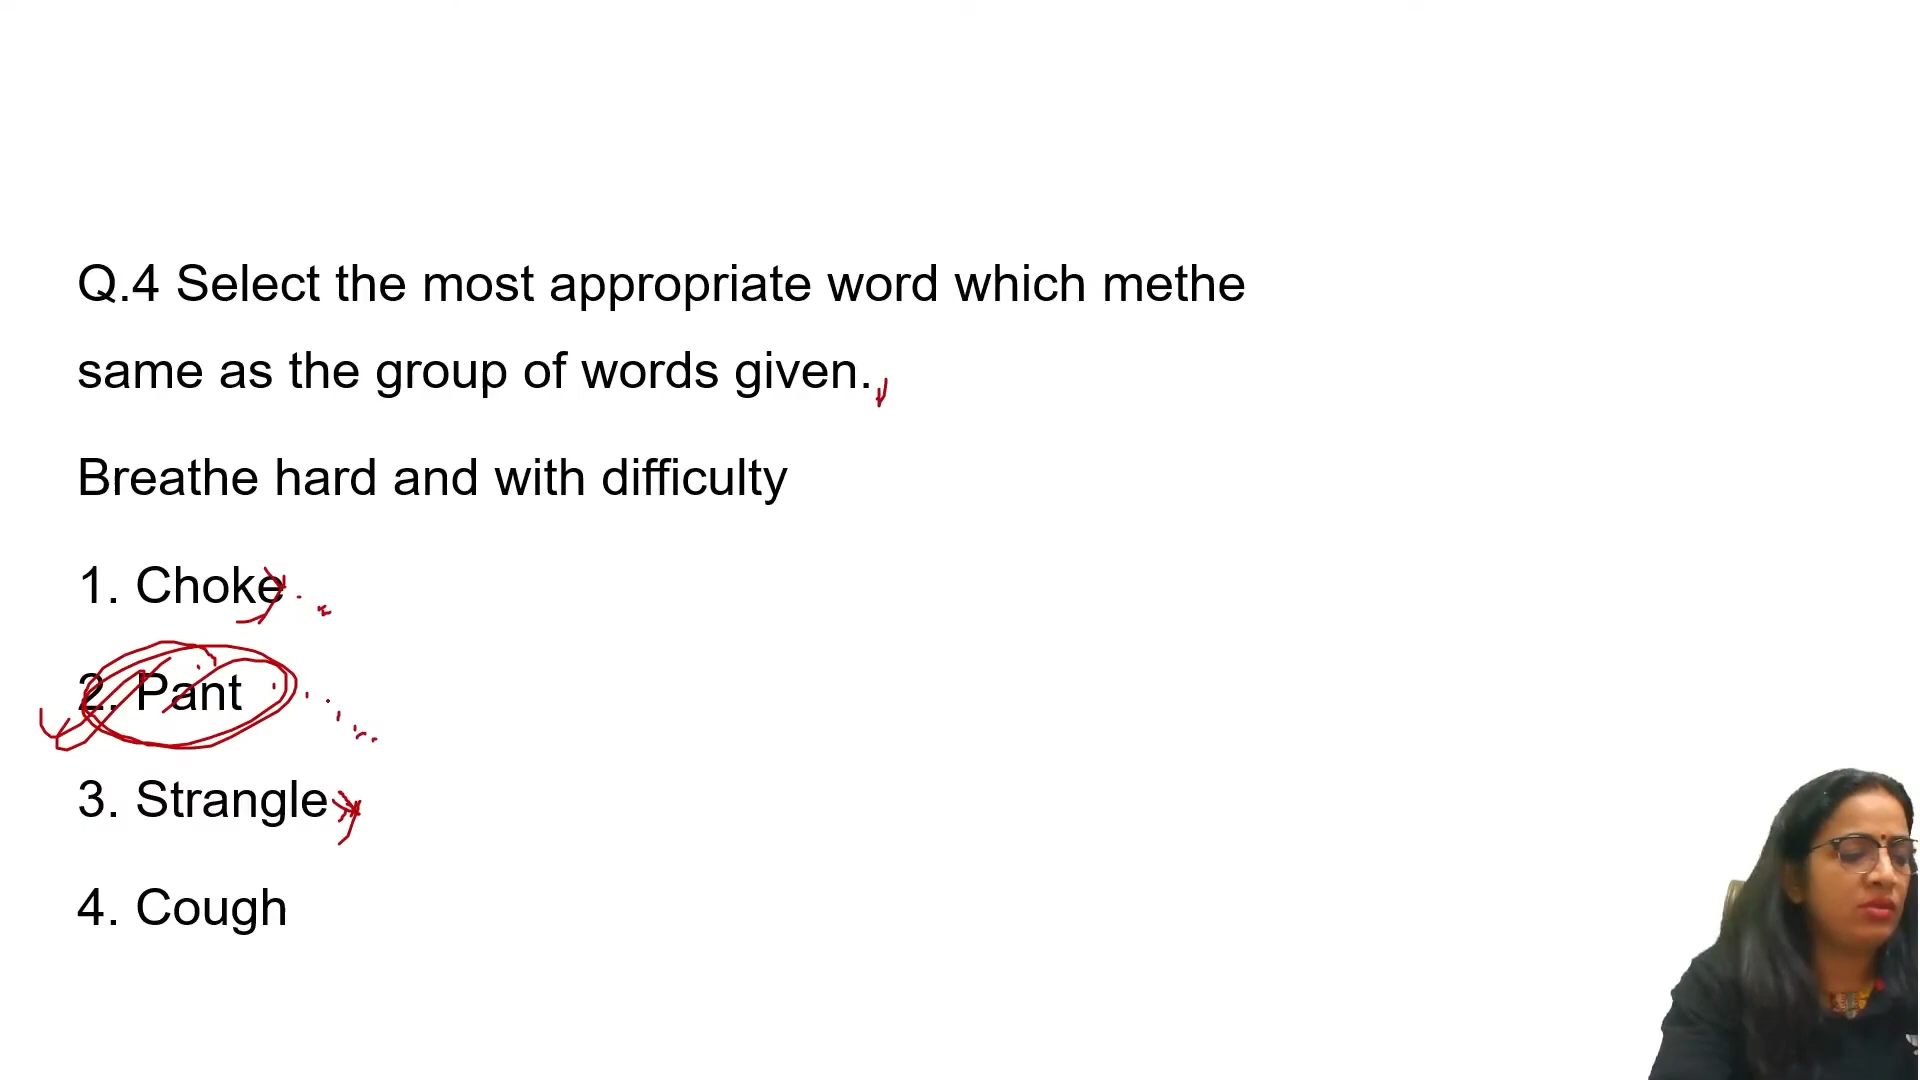 Q.4 Select the most appropriate word which methe
same as the group of words given.
Breathe hard and with difficulty
1. Choke
2. Pant
3. Strangle
4. Cough